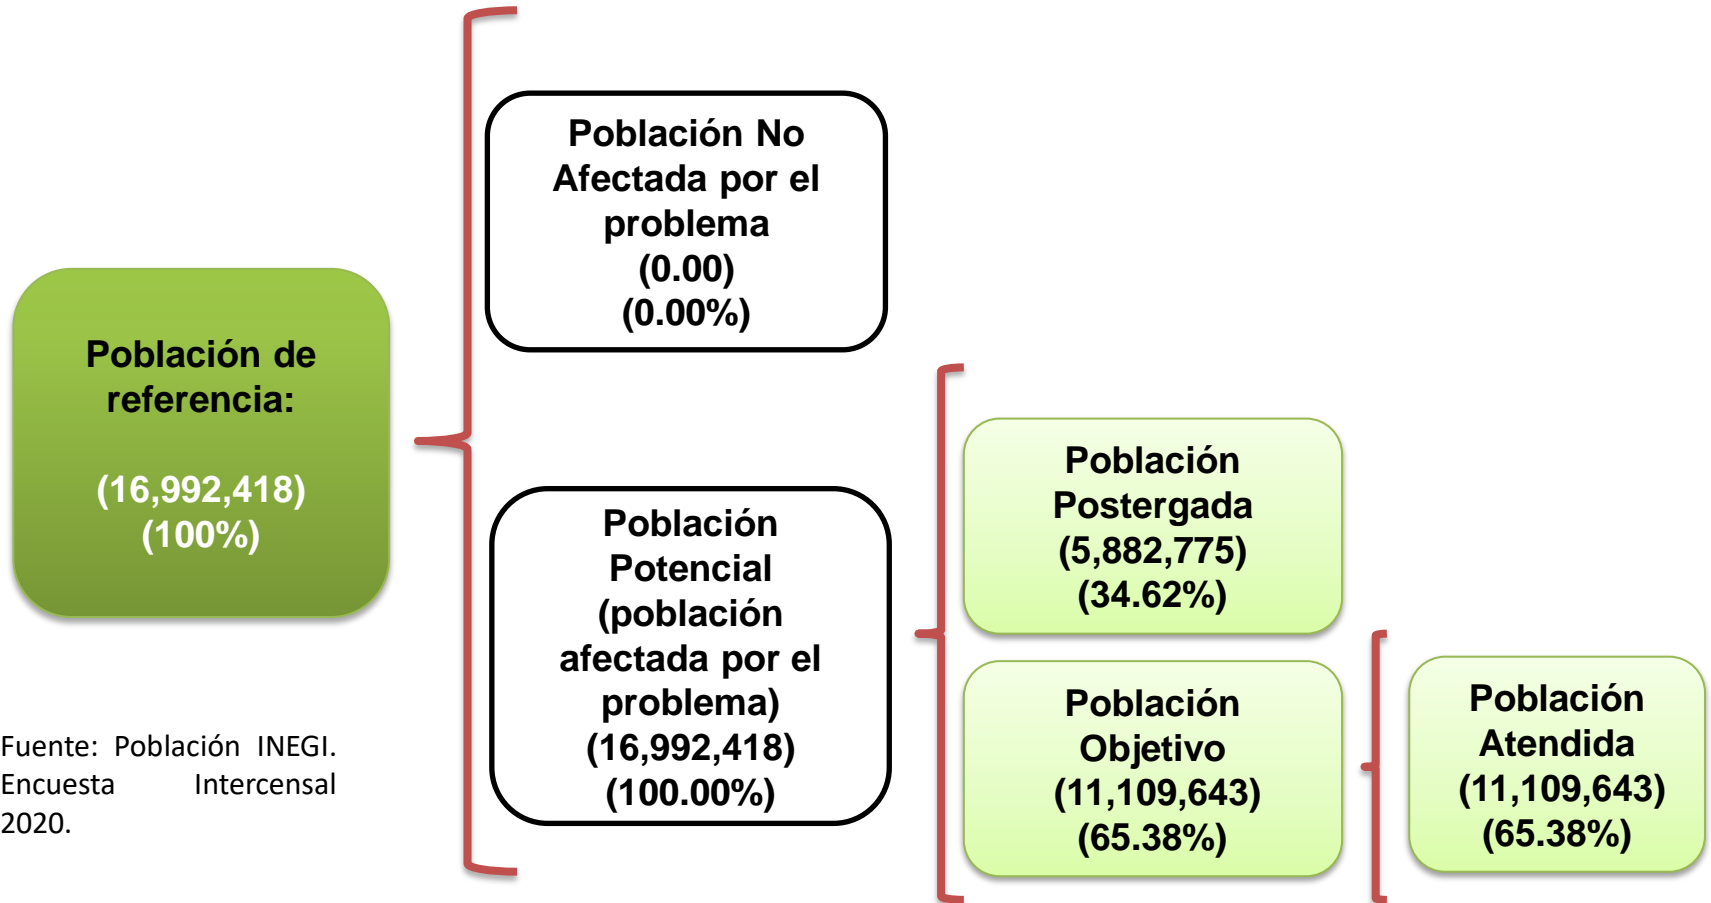 Población de
referencia:
(16,992,418)
(100%)
Fuente: Población INEGI.
Encuesta Intercensal
2020.
Población No
Afectada por el
problema
(0.00)
(0.00%)
Población
Potencial
(población
afectada por el
problema)
(16,992,418)
(100.00%)
Población
Postergada
(5,882,775)
(34.62%)
Población
Objetivo
(11,109,643)
(65.38%)
Población
Atendida
(11,109,643)
(65.38%)